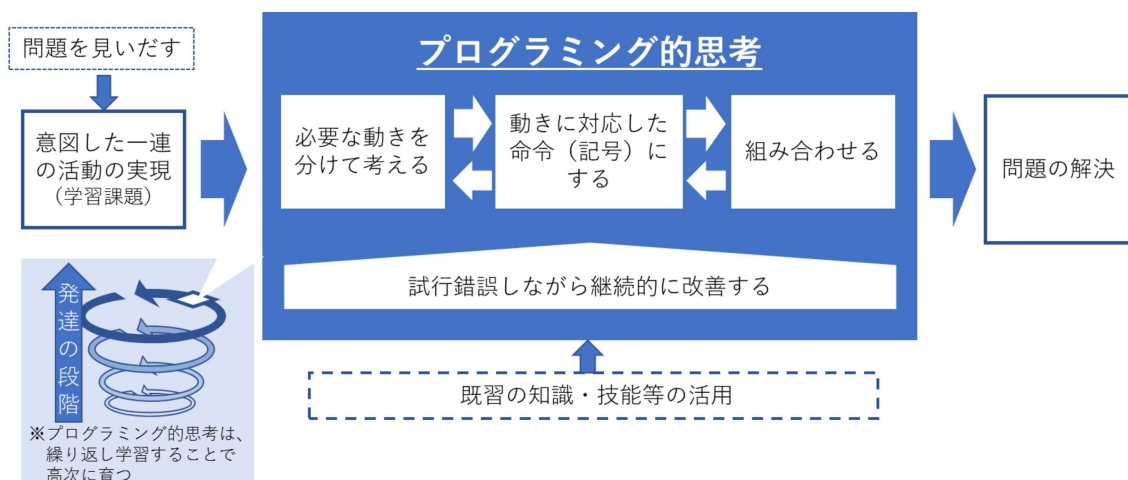 問題を見いだす
意図した一連
の活動の実現
(学習課題)
プログラミング的思考
必要な動きを
分けて考える
動きに対応した
命令（記号）に
する
組み合わせる
試行錯誤しながら継続的に改善する
既習の知識・技能等の活用
問題の解決
発達の段階
※プログラミング的思考は、
繰り返し学習することで
高次に育つ